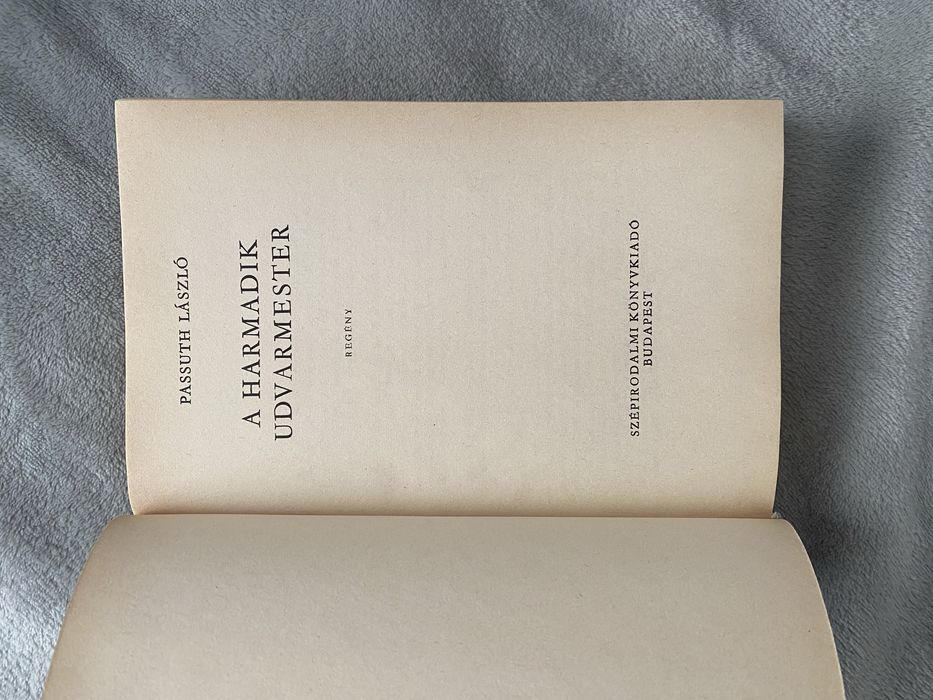 PASSUTH LÁSZLÓ
A HARMADIK
UDVARMESTER
REGÉNY
SZÉPIRODALMI KÖNYVKIADÓ
BUDAPEST